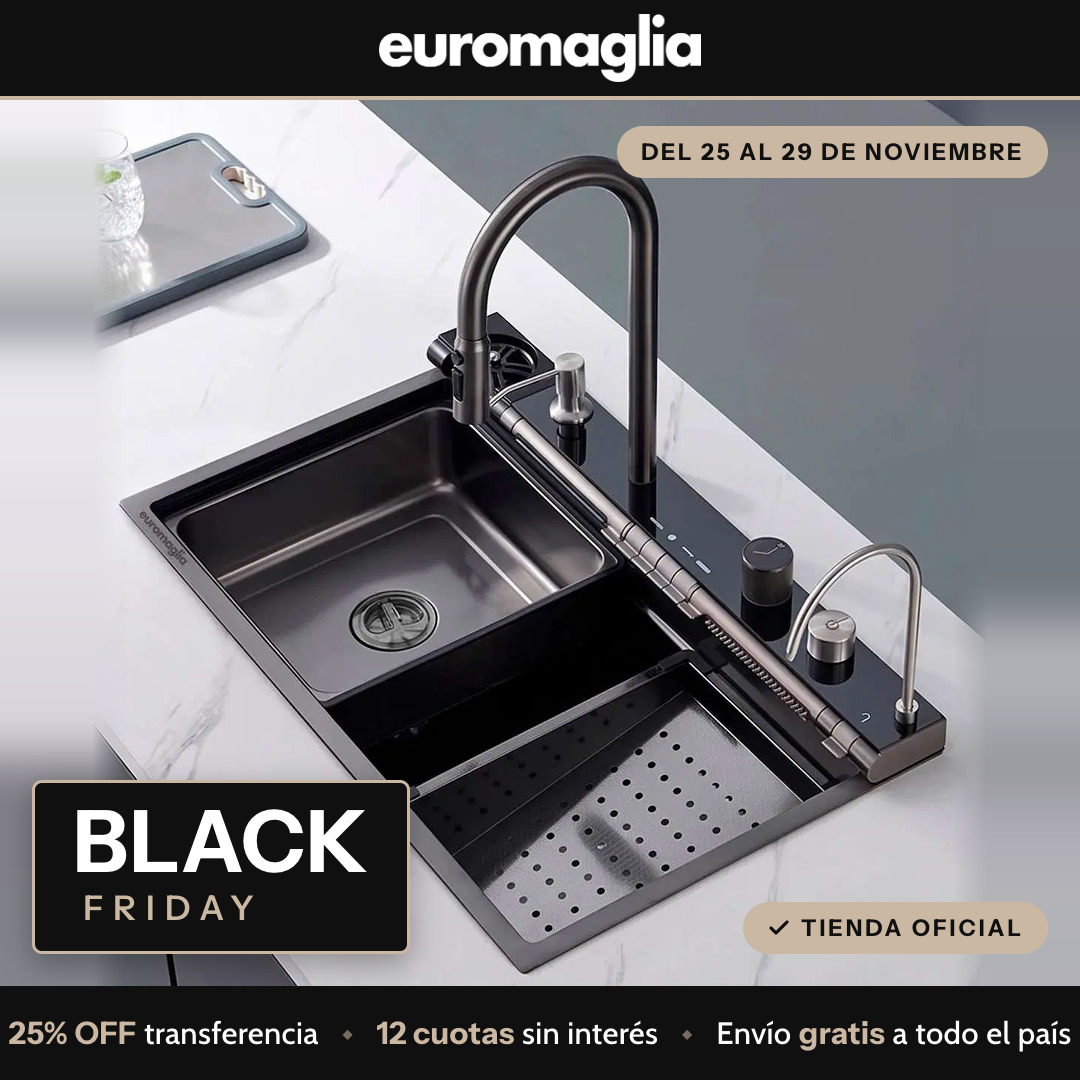 euromaglia
DEL 25 AL 29 DE NOVIEMBRE
euromaglia
BLACK
FRIDAY
✓ TIENDA OFICIAL
25% OFF transferencia ◆ 12 cuotas sin interés ◆ Envío gratis a todo el país